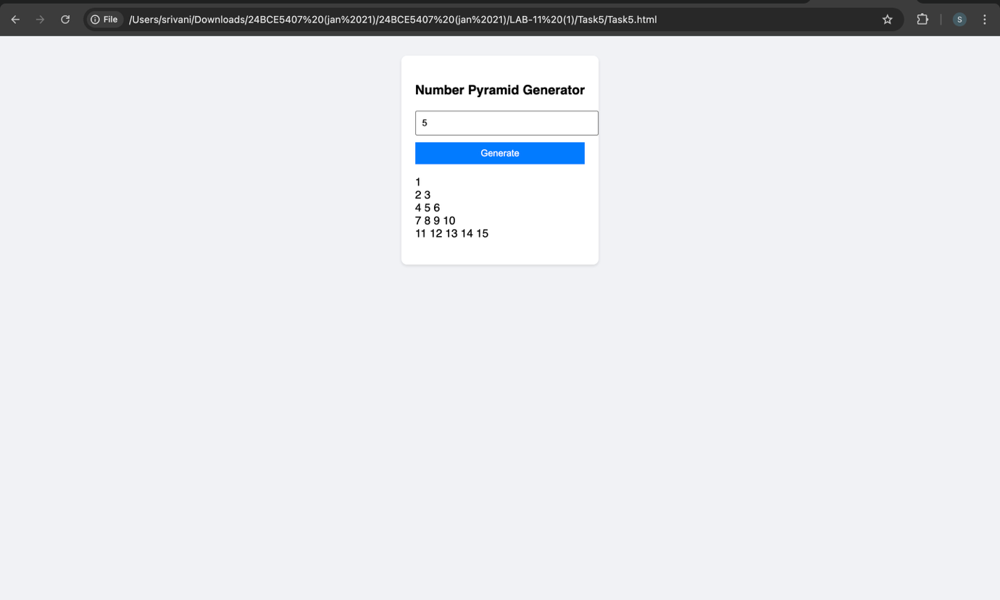 File /Users/srivani/Downloads/24BCE5407%20(jan%2021)/24BCE5407%20(jan%2021)/LAB-11%20(1)/Task5/Task5.html
S
Number Pyramid Generator
5
Generate
1
2 3
4 5 6
7 8 9 10
11 12 13 14 15